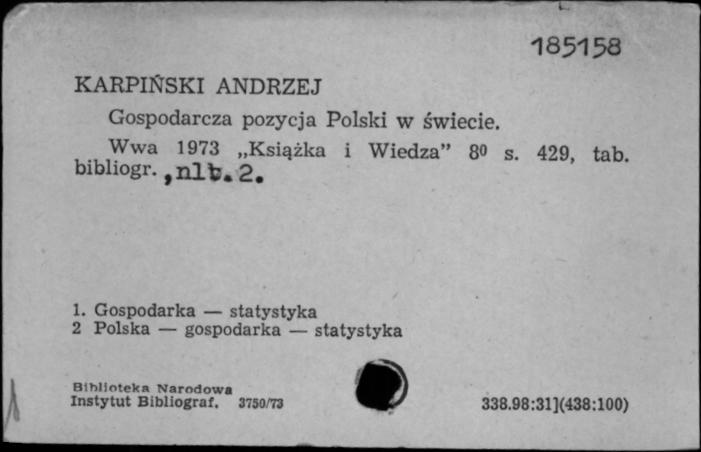 185158
KARPIŃSKI ANDRZEJ
Gospodarcza pozycja Polski w świecie.
Wwa 1973 „Książka i Wiedza” 8⁰ s. 429, tab.
bibliogr. , nlb. 2.
1. Gospodarka — statystyka
2 Polska — gospodarka — statystyka
Biblioteka Narodowa
Instytut Bibliograf. 3750/73
338.98:31](438:100)